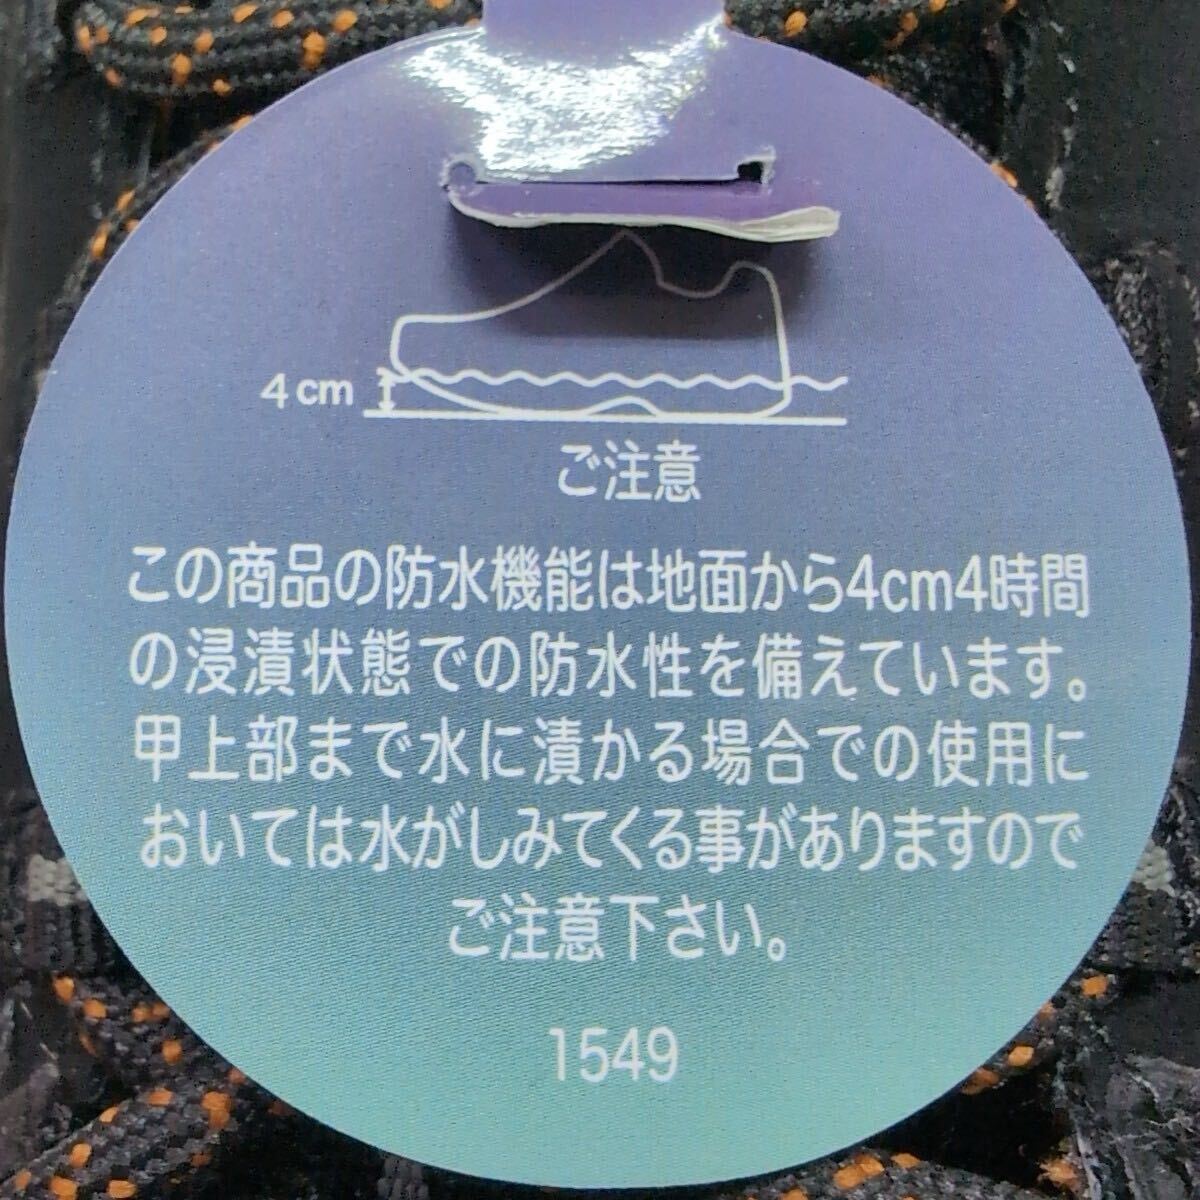 4cm
ご注意
この商品の防水機能は地面から4cm4時間
の浸漬状態での防水性を備えています。
甲上部まで水に漬かる場合での使用に
おいては水がしみてくる事がありますので
ご注意下さい。
1549